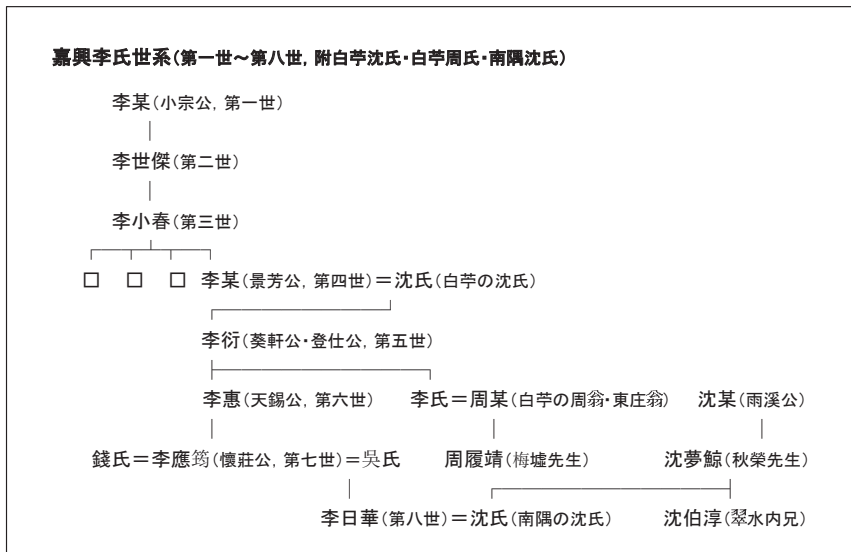 嘉興李氏世系(第一世～第八世, 附白苧沈氏・白苧周氏・南隅沈氏)
李某(小宗公, 第一世)
李世傑(第二世)
李小春(第三世)
□ □ □ 李某(景芳公, 第四世)＝沈氏(白苧の沈氏)
李衍(葵軒公・登仕公, 第五世)
李惠(天錫公, 第六世) 李氏＝周某(白苧の周翁・東庄翁) 沈某(雨溪公)
錢氏＝李應筠(懷莊公, 第七世)＝吳氏 周履靖(梅墟先生) 沈夢鯨(秋榮先生)
李日華(第八世)＝沈氏(南隅の沈氏) 沈伯淳(翠水内兄)